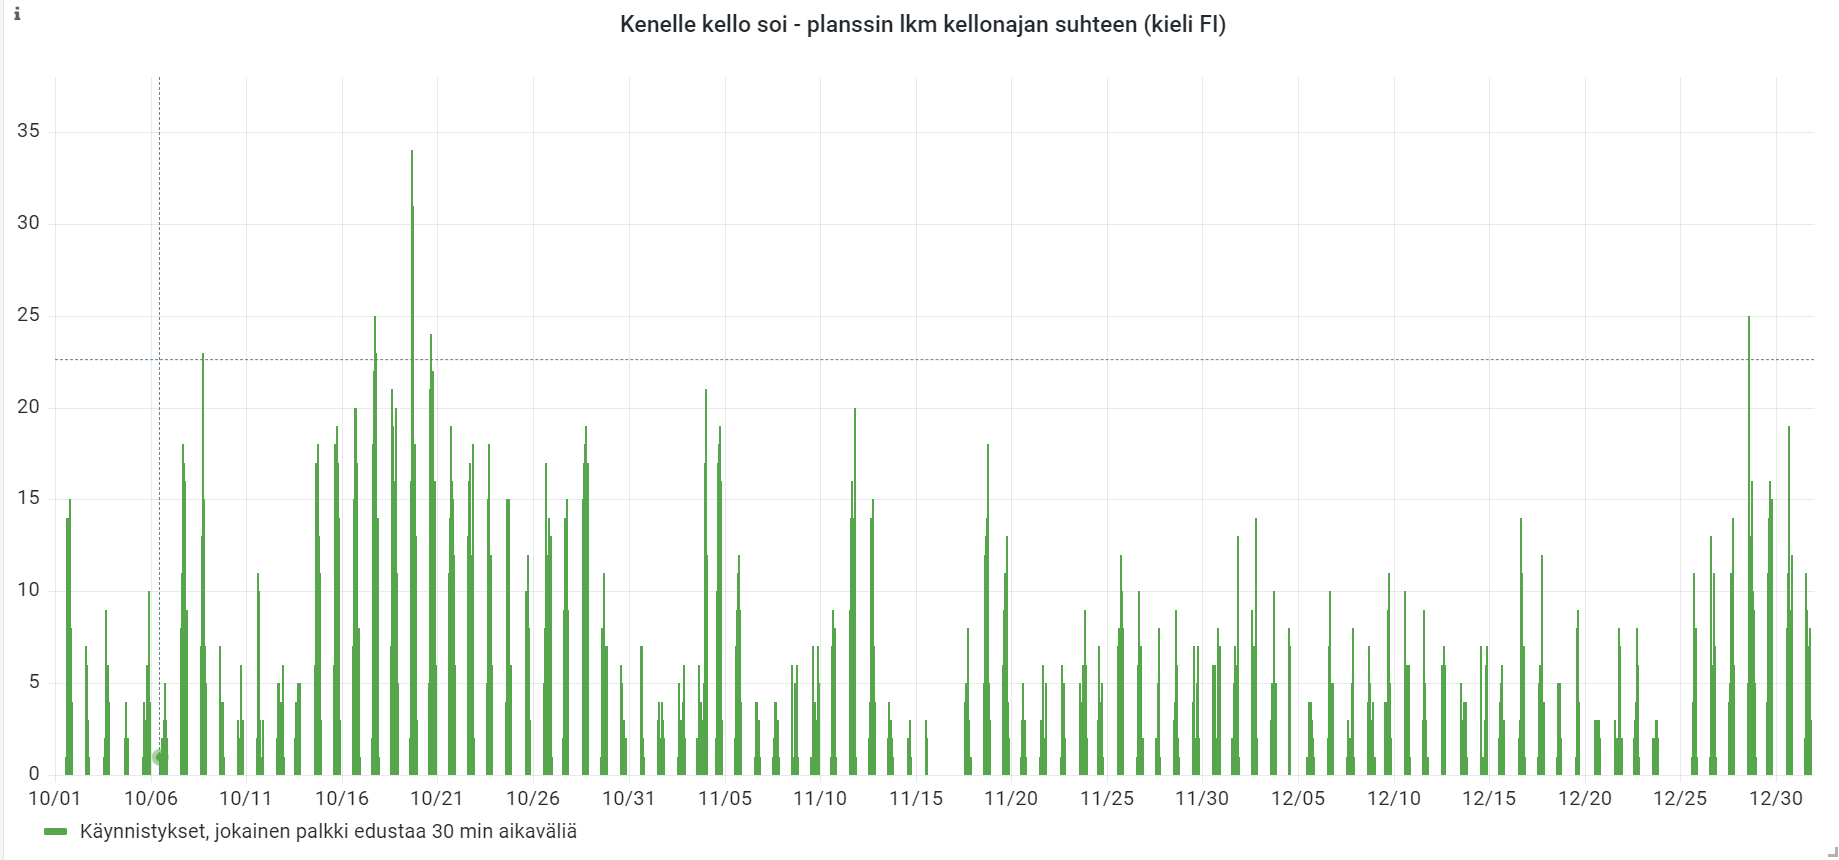 i
Kenelle kello soi - planssin lkm kellonajan suhteen (kieli FI)
35
30
25
20
15
10
5
0
10/01 10/06 10/11 10/16 10/21 10/26 10/31 11/05 11/10 11/15 11/20 11/25 11/30 12/05 12/10 12/15 12/20 12/25 12/30
Käynnistykset, jokainen palkki edustaa 30 min aikaväliä